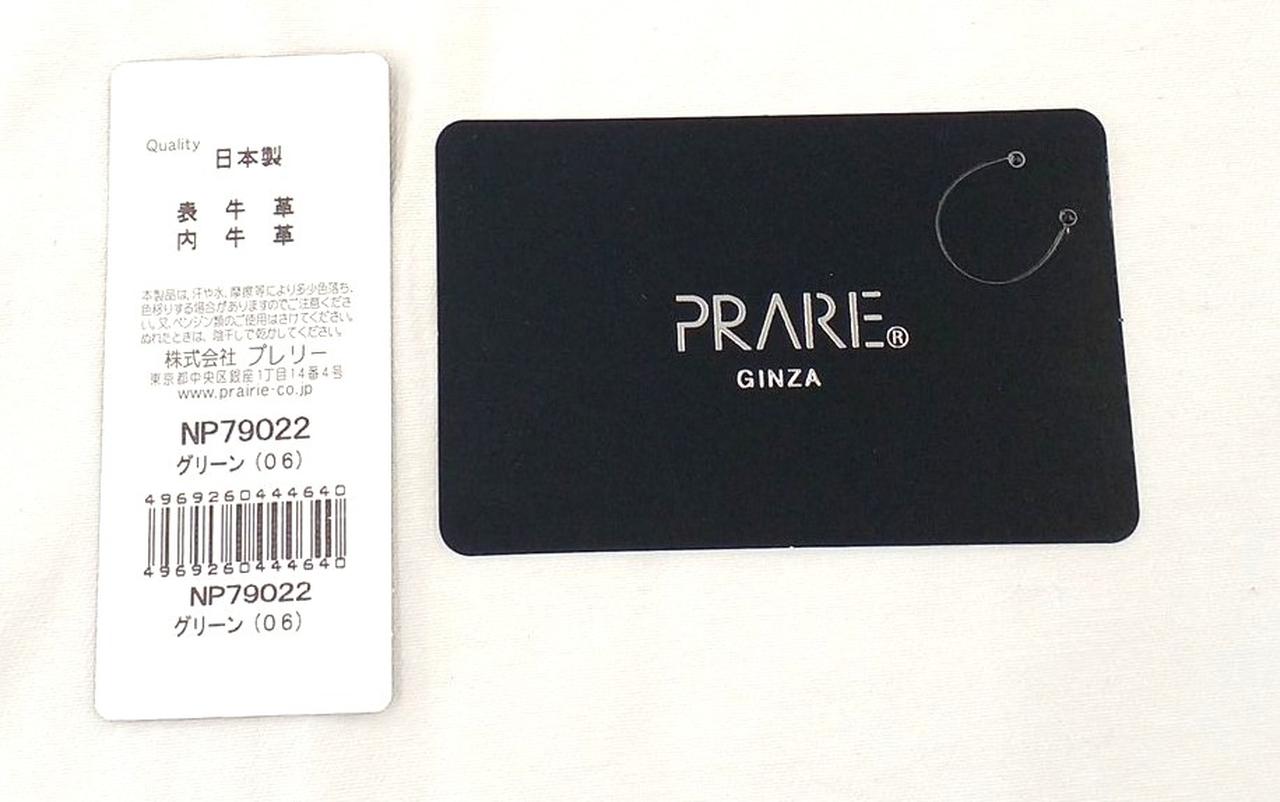 Quality 日本製
表 牛 革
内 牛 革
本製品は、汗や水、摩擦等により多少色落ち、
色移りする場合がありますのでご注意くださ
い。又、ベンジン類のご使用はさけてください。
ぬれたときは、陰干しで乾かしてください。
株式会社 プレリー
東京都中央区銀座1丁目14番4号
www.prairie-co.jp
NP79022
グリーン(06)
4969260444640
4969260444640
NP79022
グリーン(06)
PRARE®
GINZA